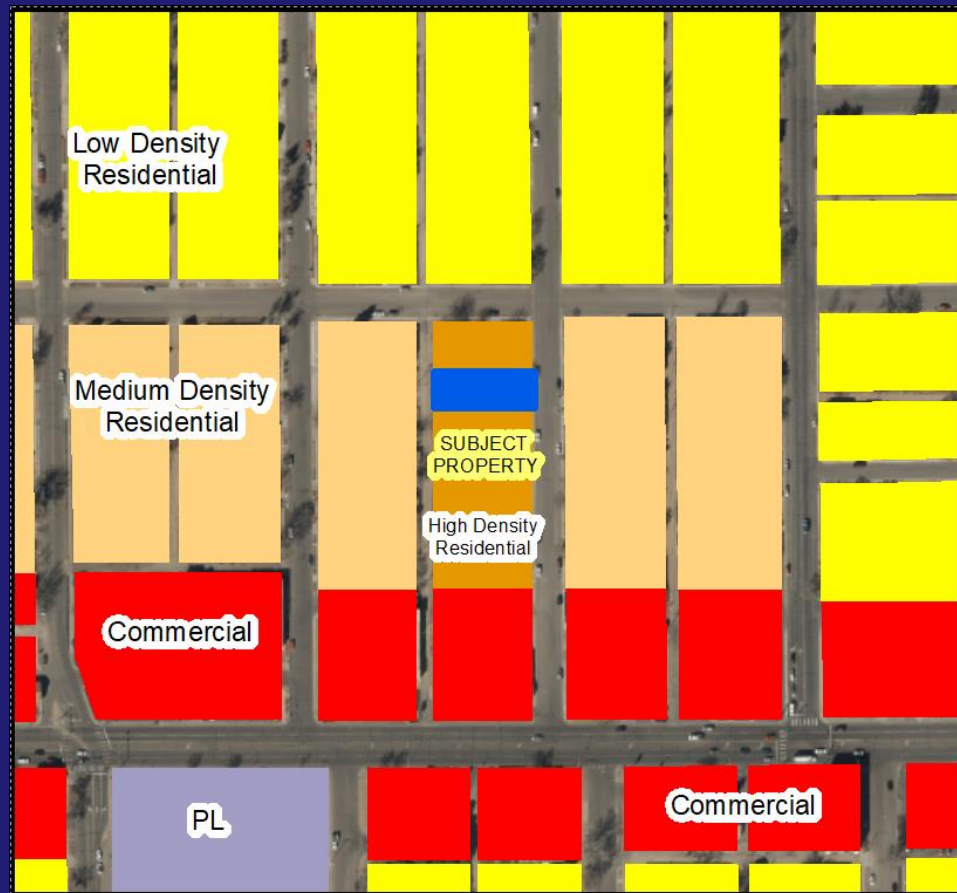 Low Density
Residential
Medium Density
Residential
SUBJECT
PROPERTY
High Density
Residential
Commercial
Commercial
PL